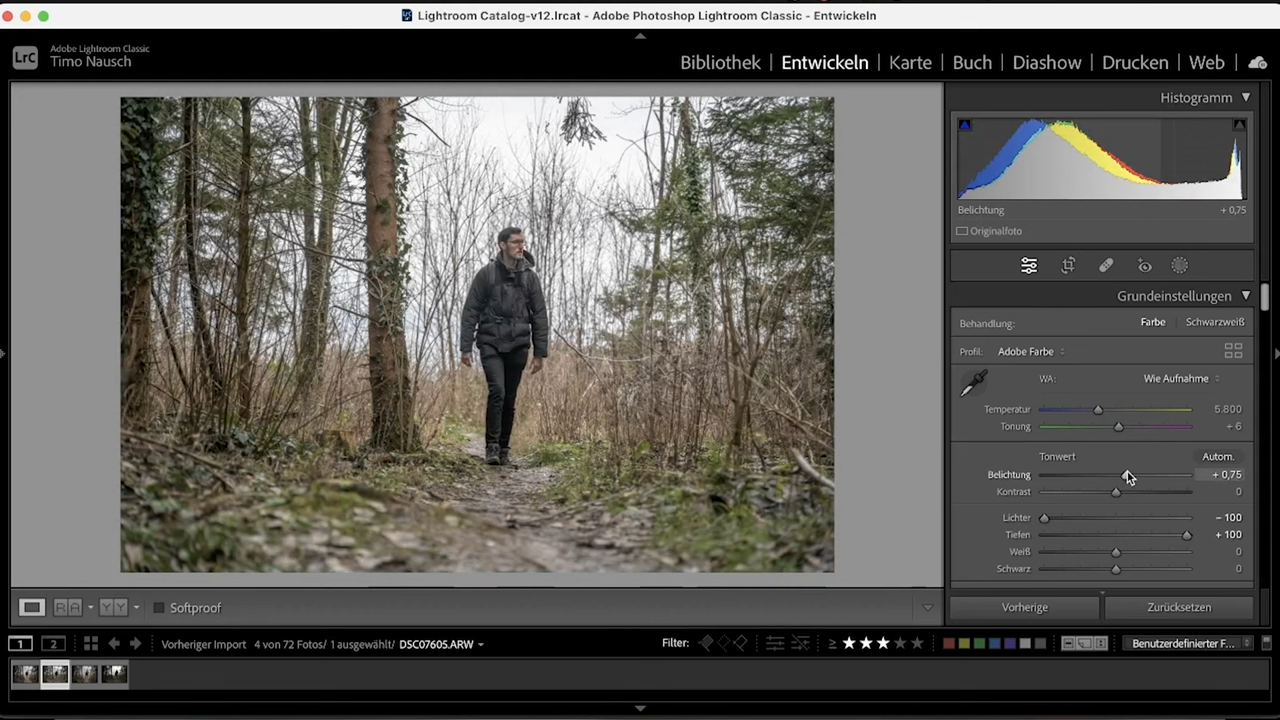 Lightroom Catalog-v12.lrcat - Adobe Photoshop Lightroom Classic - Entwickeln
LrC
Adobe Lightroom Classic
Timo Nausch
Bibliothek | Entwickeln | Karte | Buch | Diashow | Drucken | Web
Histogramm
Belichtung + 0,75
Originalfoto
Grundeinstellungen
Behandlung: Farbe Schwarzweiß
Profil: Adobe Farbe
WA: Wie Aufnahme
Temperatur 5.800
Tonung + 6
Tonwert Autom.
Belichtung + 0,75
Kontrast 0
Lichter − 100
Tiefen + 100
Weiß 0
Schwarz 0
Vorherige Zurücksetzen
R A Y Y Softproof
1 2 Vorheriger Import 4 von 72 Fotos/ 1 ausgewählt/ DSC07605.ARW Filter: ≥ ★★★★★ Benutzerdefinierter F...